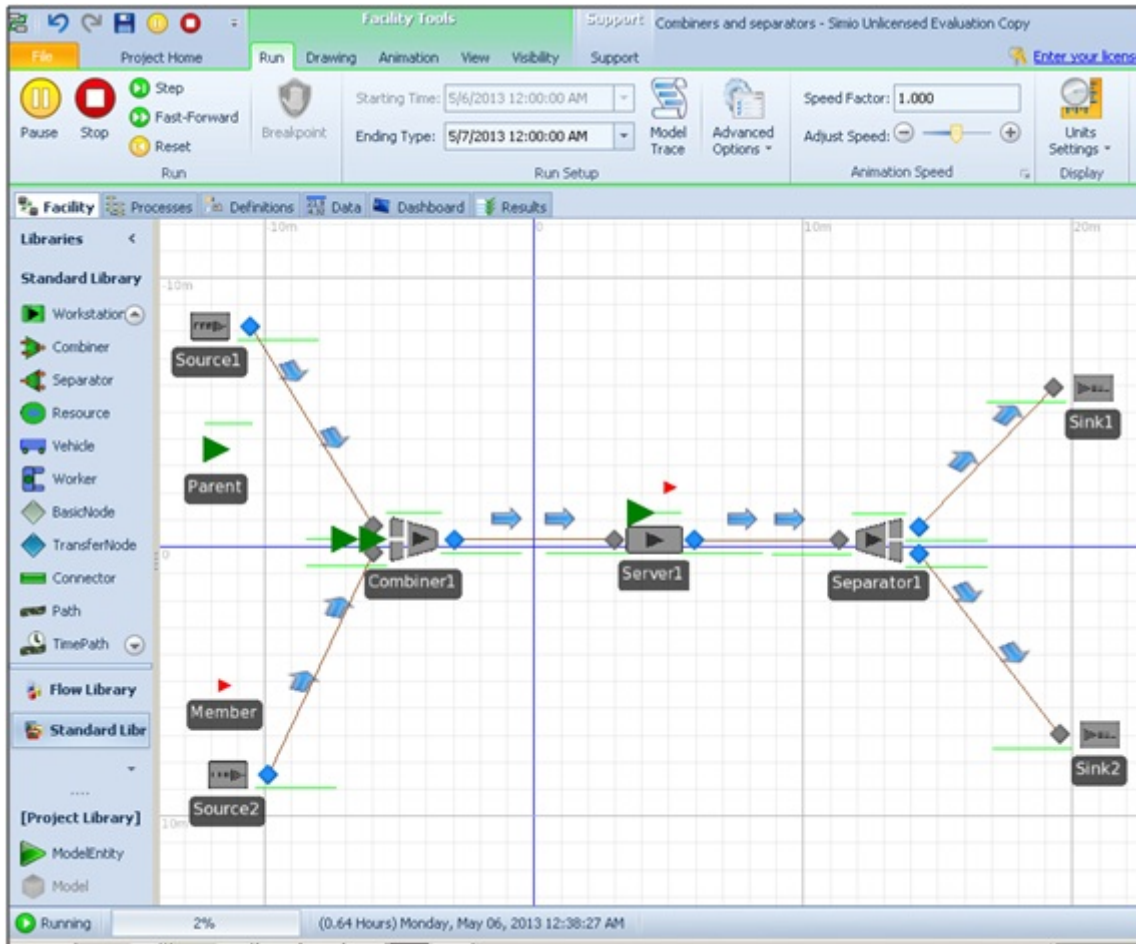 Facility Tools Support Combiners and separators - Simio Unlicensed Evaluation Copy
File Project Home Run Drawing Animation View Visibility Support Enter your license
Pause
Stop
Step
Fast-Forward
Reset
Run
Breakpoint
Starting Time: 5/6/2013 12:00:00 AM
Ending Type: 5/7/2013 12:00:00 AM
Run Setup
Model
Trace
Advanced
Options
Speed Factor: 1.000
Adjust Speed:
Animation Speed
Units
Settings
Display
Facility Processes Definitions Data Dashboard Results
Libraries
Standard Library
Workstation
Combiner
Separator
Resource
Vehicle
Worker
BasicNode
TransferNode
Connector
Path
TimePath
Flow Library
Standard Libr
[Project Library]
ModelEntity
Model
-10m 0 10m 20m
-10m
0
10m
Source1
Parent
Combiner1
Member
Source2
Server1
Separator1
Sink1
Sink2
Running 2% (0.64 Hours) Monday, May 06, 2013 12:38:27 AM